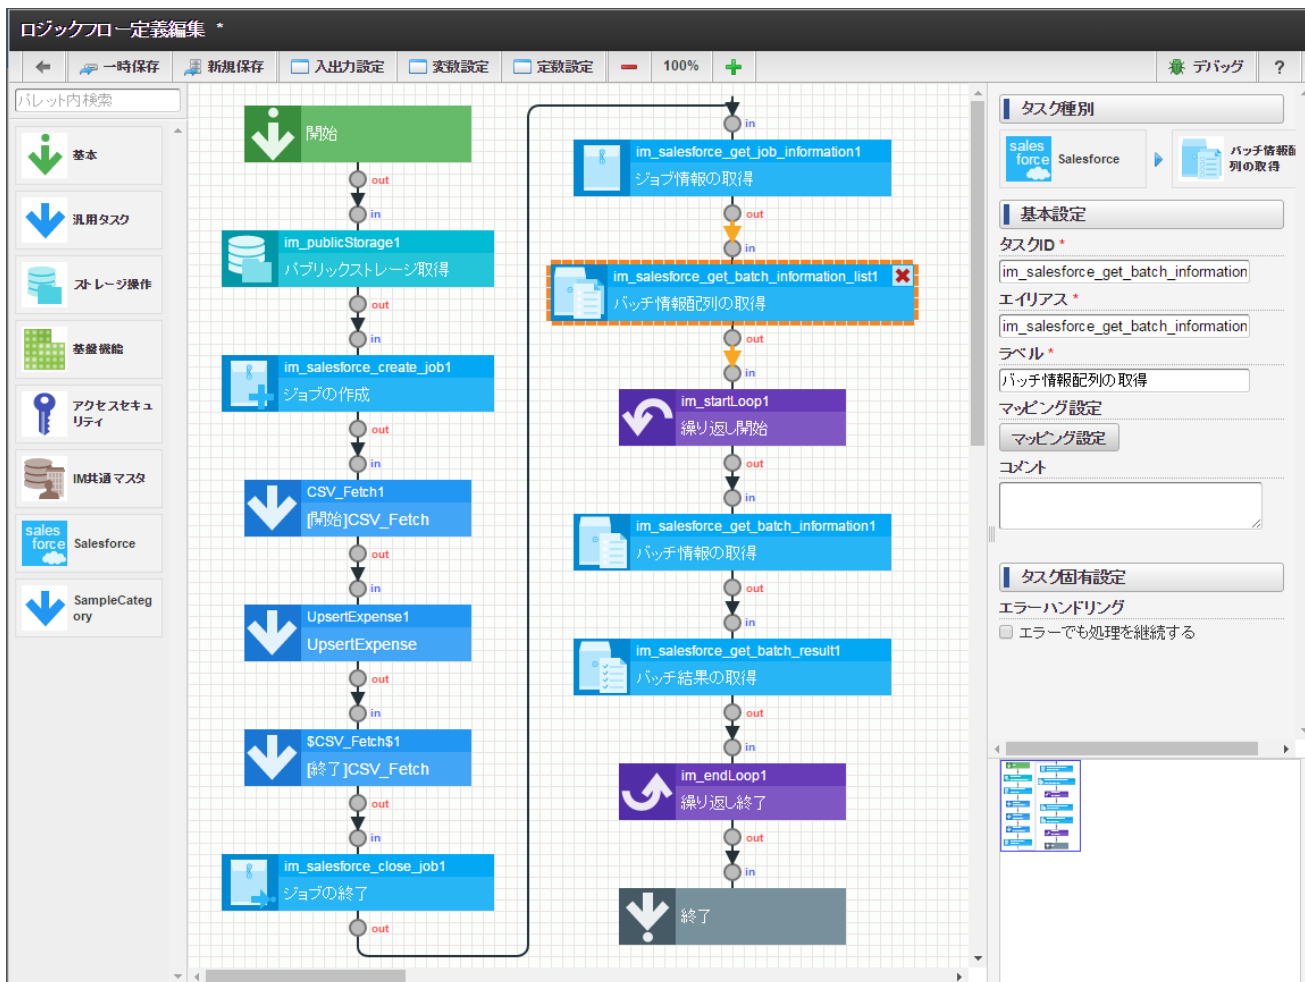 ロジックフロー定義編集 *
一時保存 新規保存 入出力設定 変数設定 定数設定 100% デバッグ ?
パレット内検索
基本
汎用タスク
ストレージ操作
基盤機能
アクセスセキュ
リティ
IM共通マスタ
sales
force
Salesforce
SampleCateg
ory
開始
out
in
im_publicStorage1
パブリックストレージ取得
out
in
im_salesforce_create_job1
ジョブの作成
out
in
CSV_Fetch1
[開始]CSV_Fetch
out
in
UpsertExpense1
UpsertExpense
out
in
$CSV_Fetch$1
[終了]CSV_Fetch
out
in
im_salesforce_close_job1
ジョブの終了
out
in
im_salesforce_get_job_information1
ジョブ情報の取得
out
in
im_salesforce_get_batch_information_list1
バッチ情報配列の取得
out
in
im_startLoop1
繰り返し開始
out
in
im_salesforce_get_batch_information1
バッチ情報の取得
out
in
im_salesforce_get_batch_result1
バッチ結果の取得
out
in
im_endLoop1
繰り返し終了
out
in
終了
タスク種別
sales
force
Salesforce
バッチ情報配
列の取得
基本設定
タスクID *
im_salesforce_get_batch_information
エイリアス *
im_salesforce_get_batch_information
ラベル *
バッチ情報配列の取得
マッピング設定
マッピング設定
コメント
タスク固有設定
エラーハンドリング
エラーでも処理を継続する